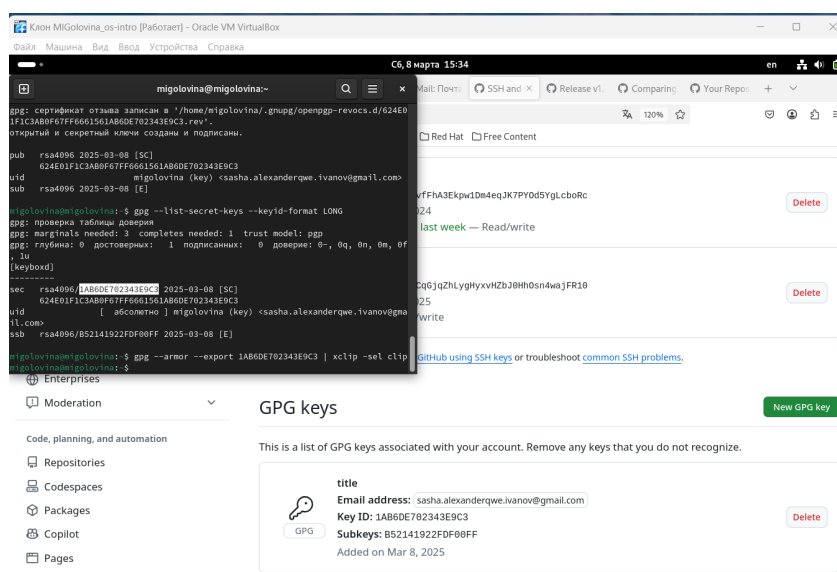 Клон MIGolovina_os-intro [Работает] - Oracle VM VirtualBox
Файл Машина Вид Ввод Устройства Справка
Сб, 8 марта 15:34
en
migolovina@migolovina:~
Mail: Почта
SSH and
Release v1.
Comparing
Your Repos
120%
Red Hat Free Content
gpg: сертификат отзыва записан в '/home/migolovina/.gnupg/openpgp-revocs.d/624E0
1F1C3AB0F67FF6661561AB6DE702343E9C3.rev'.
открытый и секретный ключи созданы и подписаны.
pub rsa4096 2025-03-08 [SC]
624E01F1C3AB0F67FF6661561AB6DE702343E9C3
uid migolovina (key) <sasha.alexanderqwe.ivanov@gmail.com>
sub rsa4096 2025-03-08 [E]
migolovina@migolovina:~$ gpg --list-secret-keys --keyid-format LONG
gpg: проверка таблицы доверия
gpg: marginals needed: 3 completes needed: 1 trust model: pgp
gpg: глубина: 0 достоверных: 1 подписанных: 0 доверие: 0-, 0q, 0n, 0m, 0f
, 1u
[keyboxd]
---------
sec rsa4096/1AB6DE702343E9C3 2025-03-08 [SC]
624E01F1C3AB0F67FF6661561AB6DE702343E9C3
uid [ абсолютно ] migolovina (key) <sasha.alexanderqwe.ivanov@gma
il.com>
ssb rsa4096/B52141922FDF00FF 2025-03-08 [E]
migolovina@migolovina:~$ gpg --armor --export 1AB6DE702343E9C3 | xclip -sel clip
migolovina@migolovina:~$
vfFhA3Ekpw1Dm4eqJK7PYOd5YgLcboRc
024
last week — Read/write
Delete
CqGjqZhLygHyxvHZbJ0HhOsn4wajFR10
025
/write
Delete
GitHub using SSH keys or troubleshoot common SSH problems.
Enterprises
Moderation
Code, planning, and automation
Repositories
Codespaces
Packages
Copilot
Pages
GPG keys
New GPG key
This is a list of GPG keys associated with your account. Remove any keys that you do not recognize.
title
Email address: sasha.alexanderqwe.ivanov@gmail.com
Key ID: 1AB6DE702343E9C3
GPG
Subkeys: B52141922FDF00FF
Added on Mar 8, 2025
Delete